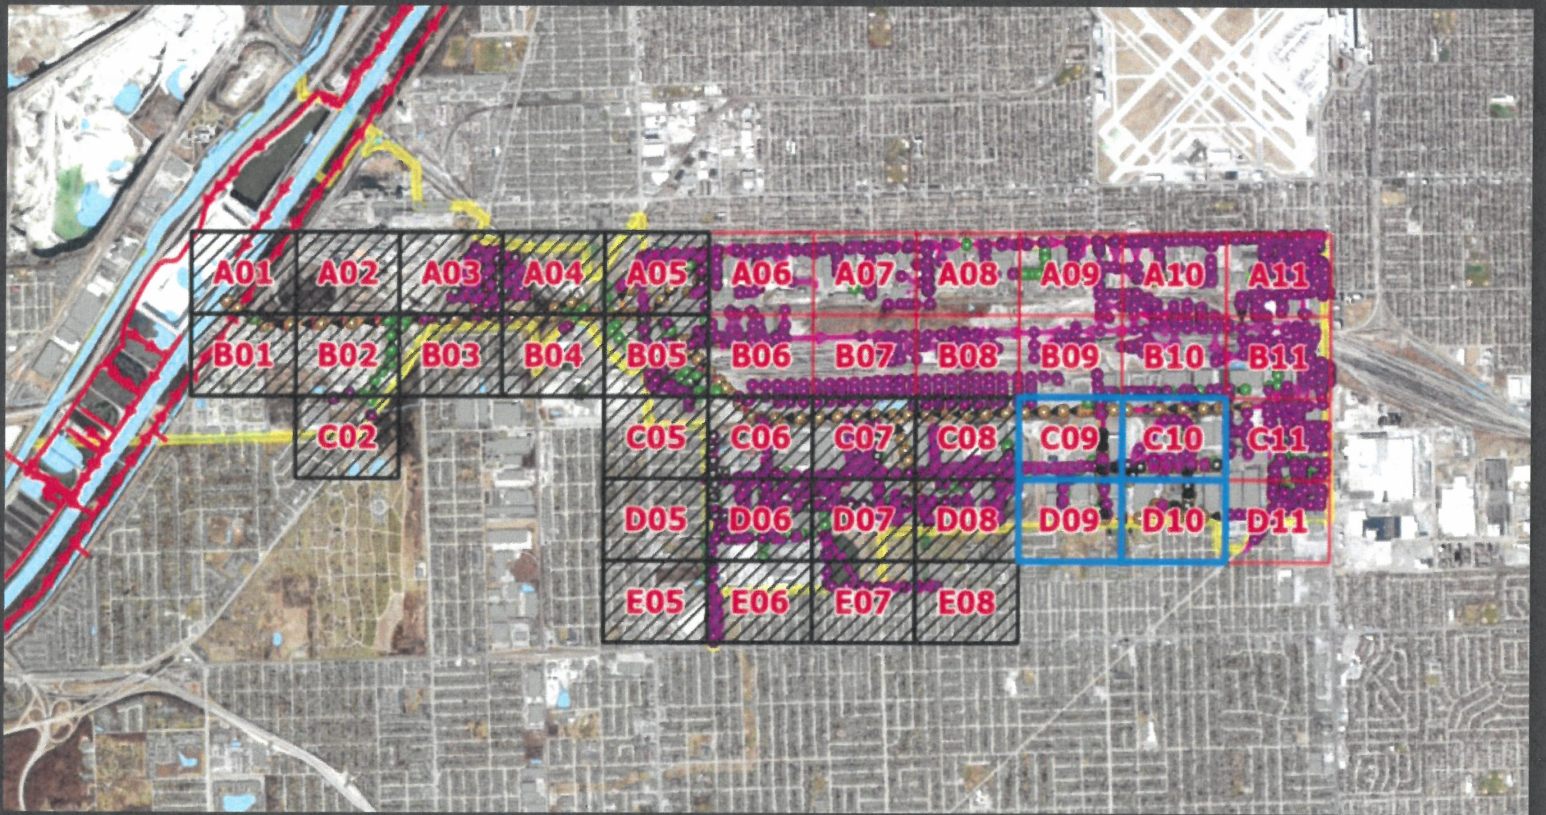 A01 A02 A03 A04 A05 A06 A07 A08 A09 A10 A11
B01 B02 B03 B04 B05 B06 B07 B08 B09 B10 B11
C02 C05 C06 C07 C08 C09 C10 C11
D05 D06 D07 D08 D09 D10 D11
E05 E06 E07 E08